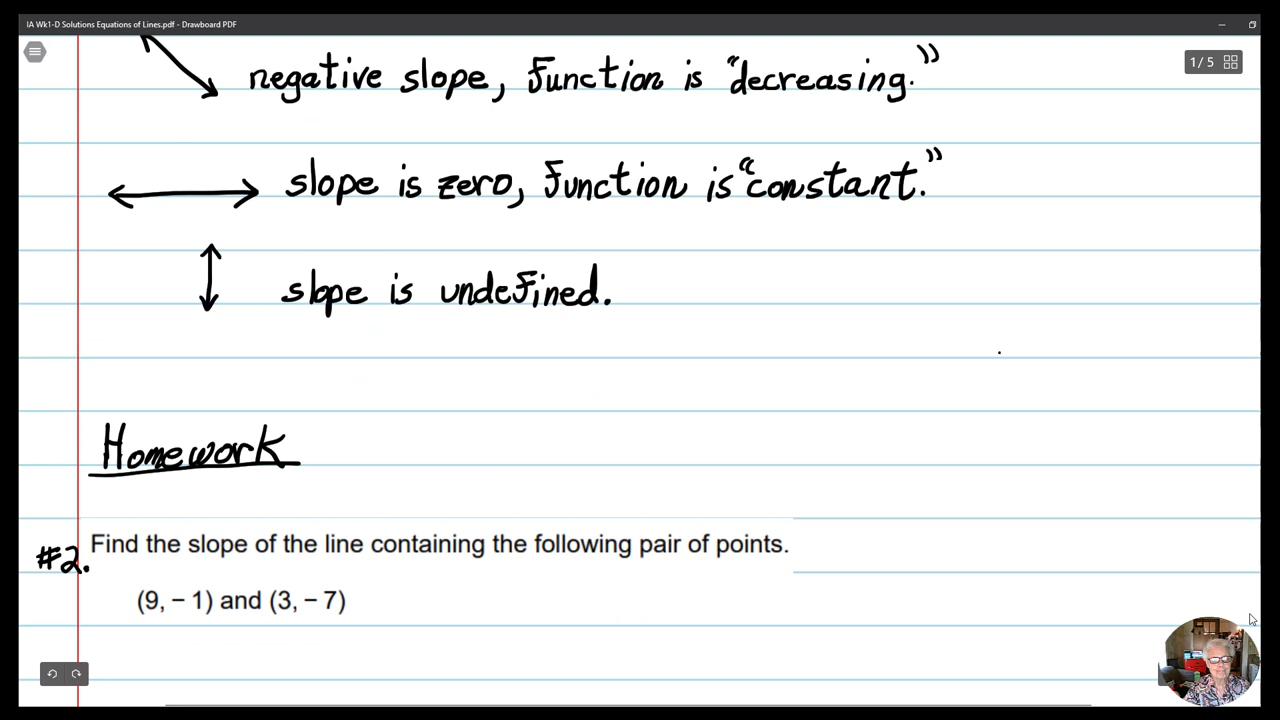 IA Wk1-D Solutions Equations of Lines.pdf - Drawboard PDF
1 / 5
negative slope, function is "decreasing."
slope is zero, function is "constant."
slope is undefined.
Homework
#2. Find the slope of the line containing the following pair of points.
(9, − 1) and (3, − 7)